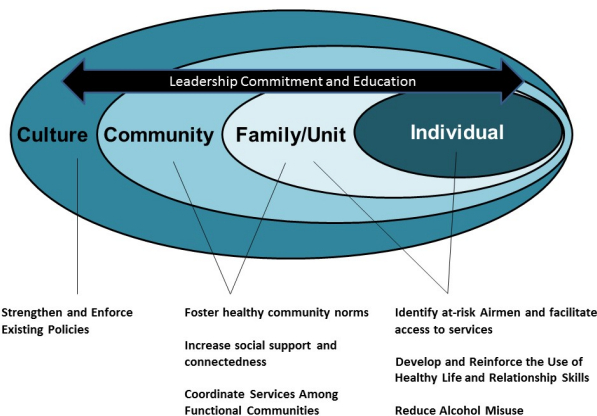 Leadership Commitment and Education
Culture
Community
Family/Unit
Individual
Strengthen and Enforce
Existing Policies
Foster healthy community norms
Increase social support and
connectedness
Coordinate Services Among
Functional Communities
Identify at-risk Airmen and facilitate
access to services
Develop and Reinforce the Use of
Healthy Life and Relationship Skills
Reduce Alcohol Misuse